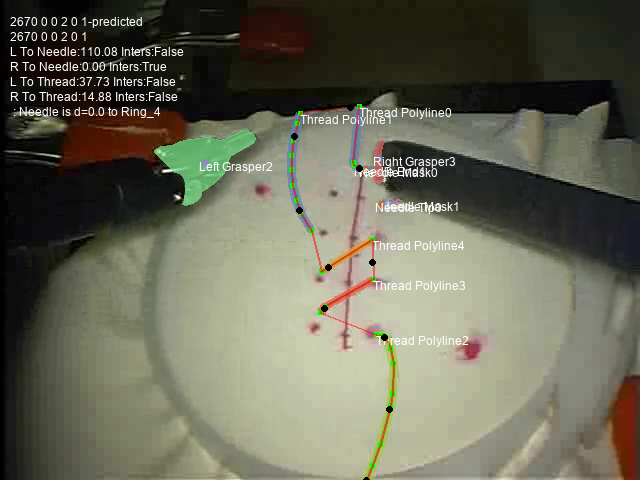 2670 0 0 2 0 1-predicted
2670 0 0 2 0 1
L To Needle:110.08 Inters:False
R To Needle:0.00 Inters:True
L To Thread:37.73 Inters:False
R To Thread:14.88 Inters:False
: Needle is d=0.0 to Ring_4
Thread Polyline0
Thread Polyline1
Left Grasper2
Right Grasper3
Thread Polyline4
Thread Polyline3
Thread Polyline2